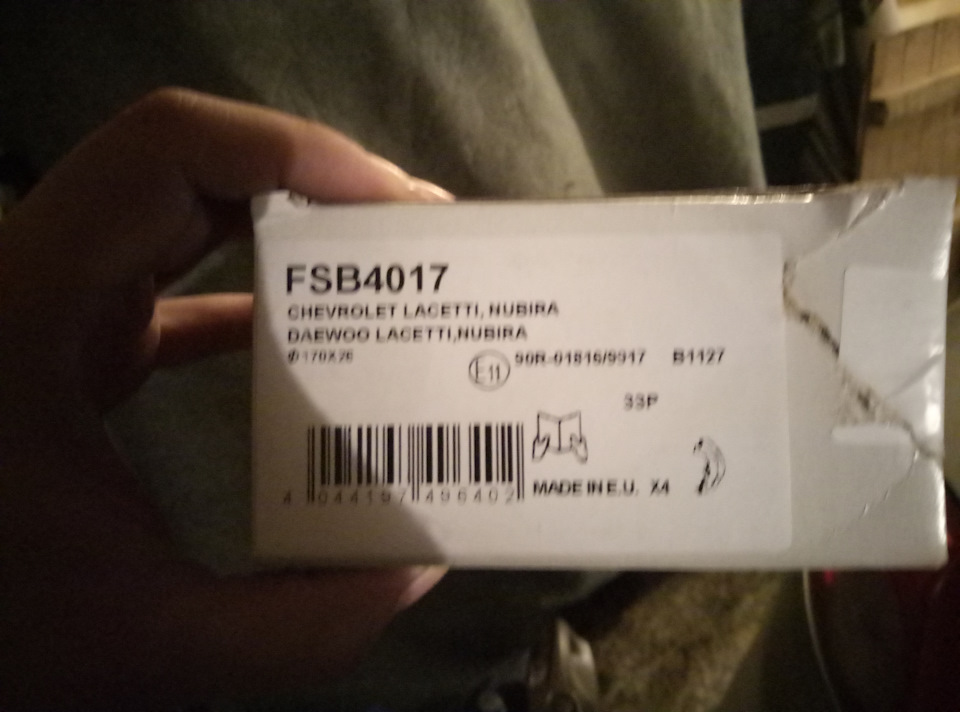 FSB4017
CHEVROLET LACETTI, NUBIRA
DAEWOO LACETTI,NUBIRA
Ø 170X26
E11 90R-01816/9917 B1127
33P
MADE IN E.U. X4
4 044197 496402